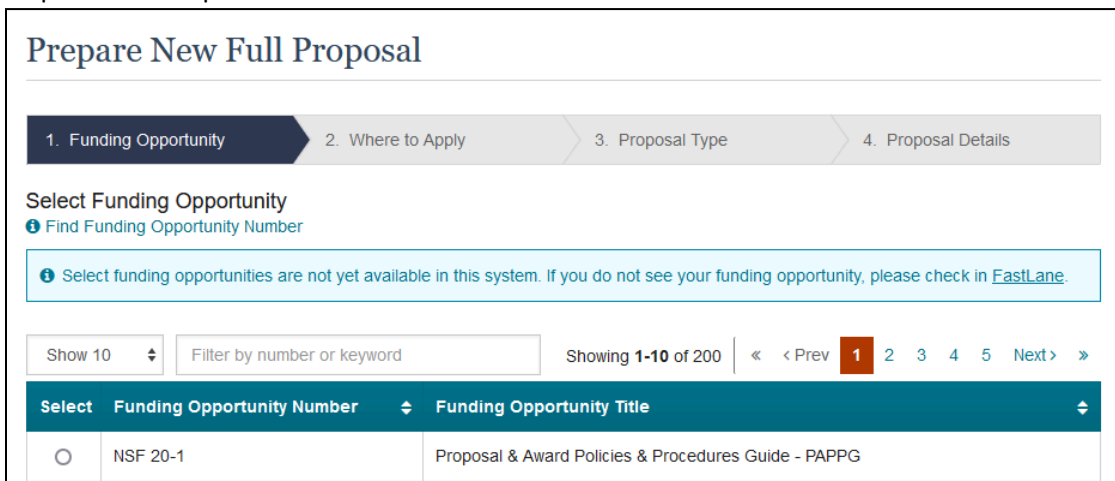 Prepare New Full Proposal
1. Funding Opportunity 2. Where to Apply 3. Proposal Type 4. Proposal Details
Select Funding Opportunity
Find Funding Opportunity Number
Select funding opportunities are not yet available in this system. If you do not see your funding opportunity, please check in FastLane.
Show 10 Filter by number or keyword Showing 1-10 of 200 « < Prev 1 2 3 4 5 Next > »
Select Funding Opportunity Number Funding Opportunity Title
NSF 20-1 Proposal & Award Policies & Procedures Guide - PAPPG